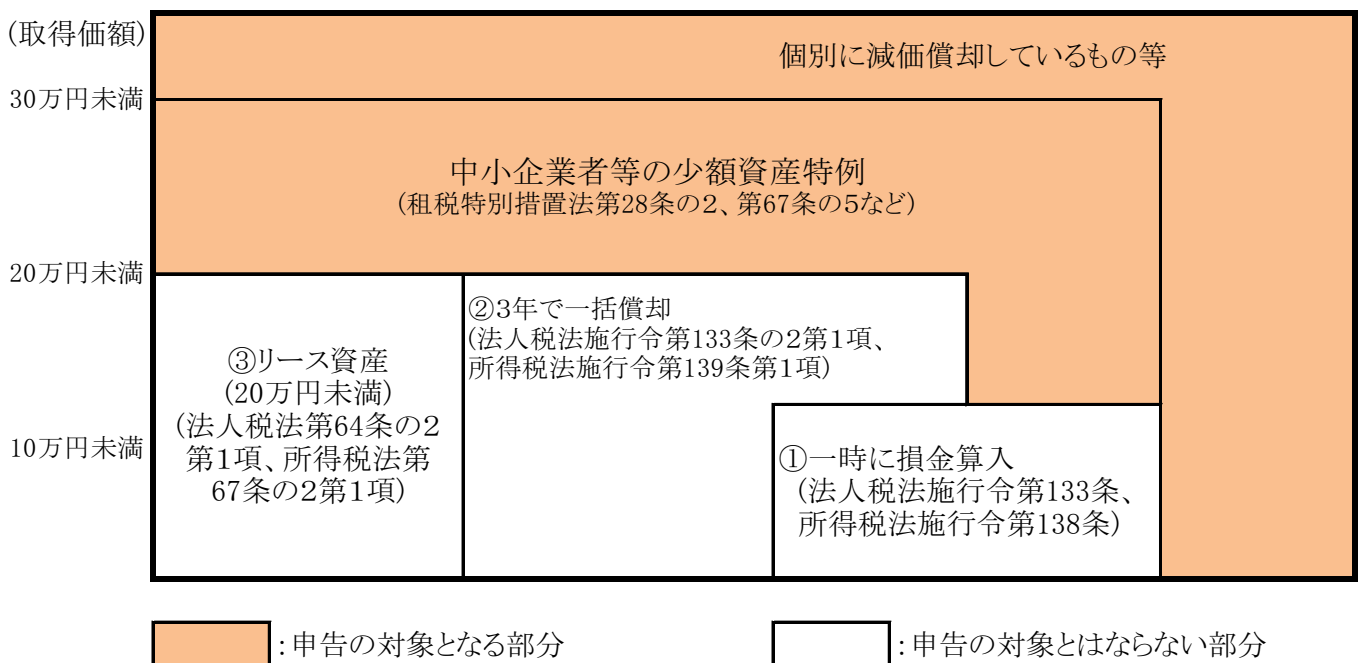 (取得価額)
個別に減価償却しているもの等
30万円未満
中小企業者等の少額資産特例
(租税特別措置法第28条の2、第67条の5など)
20万円未満
②3年で一括償却
(法人税法施行令第133条の2第1項、
所得税法施行令第139条第1項)
③リース資産
(20万円未満)
(法人税法第64条の2
第1項、所得税法第
67条の2第1項)
10万円未満
①一時に損金算入
(法人税法施行令第133条、
所得税法施行令第138条)
:申告の対象となる部分
:申告の対象とはならない部分